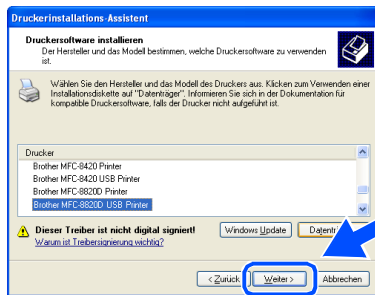 Druckerinstallations-Assistent
Druckersoftware installieren
Der Hersteller und das Modell bestimmen, welche Druckersoftware zu verwenden
ist.
Wählen Sie den Hersteller und das Modell des Druckers aus. Klicken zum Verwenden einer
Installationsdiskette auf "Datenträger". Informieren Sie sich in der Dokumentation für
kompatible Druckersoftware, falls der Drucker nicht aufgeführt ist.
Drucker
Brother MFC-8420 Printer
Brother MFC-8420 USB Printer
Brother MFC-8820D Printer
Brother MFC-8820D USB Printer
Dieser Treiber ist nicht digital signiert!
Warum ist Treibersignierung wichtig?
Windows Update
< Zurück
Weiter >
Abbrechen